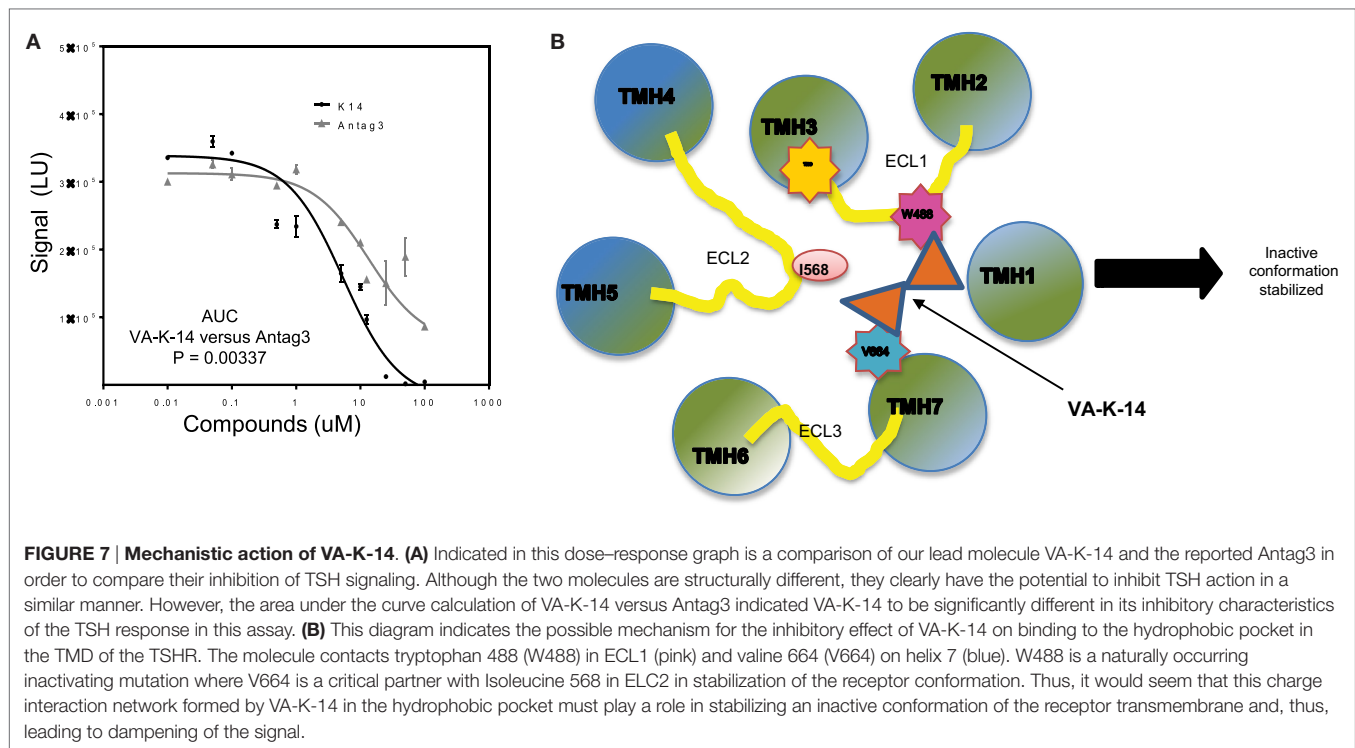 A
5✖10⁵
4✖10⁵
3✖10⁵
2✖10⁵
1✖10⁵
Signal (LU)
K14
Antag3
AUC
VA-K-14 versus Antag3
P = 0.00337
0.001 0.01 0.1 1 10 100 1000
Compounds (uM)
B
TMH4
TMH3
TMH2
ECL1
W488
ECL2
I568
TMH5
TMH1
V664
TMH7
ECL3
TMH6
VA-K-14
Inactive
conformation
stabilized
FIGURE 7 | Mechanistic action of VA-K-14. (A) Indicated in this dose–response graph is a comparison of our lead molecule VA-K-14 and the reported Antag3 in
order to compare their inhibition of TSH signaling. Although the two molecules are structurally different, they clearly have the potential to inhibit TSH action in a
similar manner. However, the area under the curve calculation of VA-K-14 versus Antag3 indicated VA-K-14 to be significantly different in its inhibitory characteristics
of the TSH response in this assay. (B) This diagram indicates the possible mechanism for the inhibitory effect of VA-K-14 on binding to the hydrophobic pocket in
the TMD of the TSHR. The molecule contacts tryptophan 488 (W488) in ECL1 (pink) and valine 664 (V664) on helix 7 (blue). W488 is a naturally occurring
inactivating mutation where V664 is a critical partner with Isoleucine 568 in ELC2 in stabilization of the receptor conformation. Thus, it would seem that this charge
interaction network formed by VA-K-14 in the hydrophobic pocket must play a role in stabilizing an inactive conformation of the receptor transmembrane and, thus,
leading to dampening of the signal.